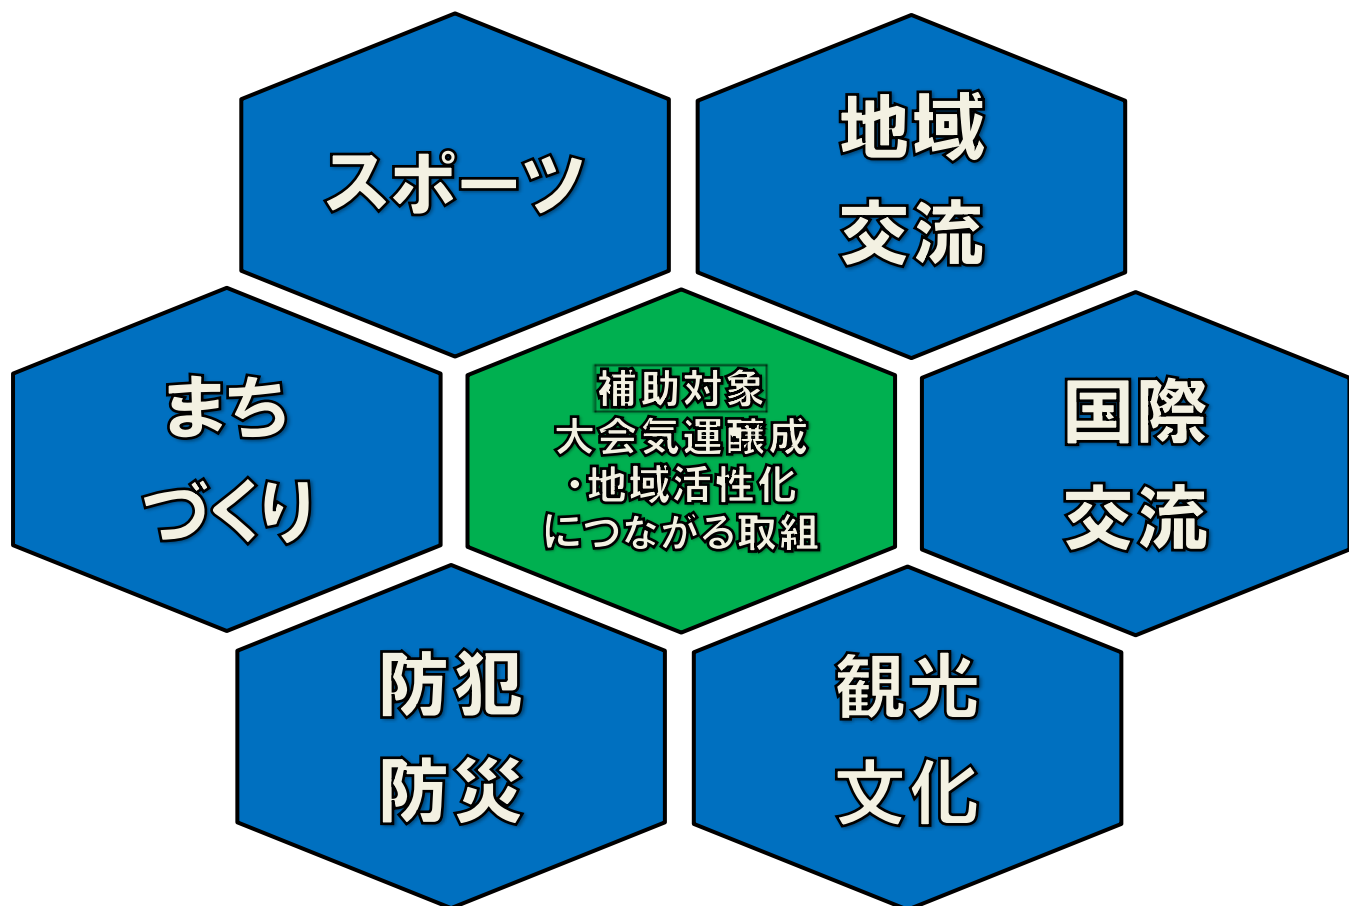 スポーツ
地域
交流
まち
づくり
補助対象
大会気運醸成
・地域活性化
につながる取組
国際
交流
防犯
防災
観光
文化